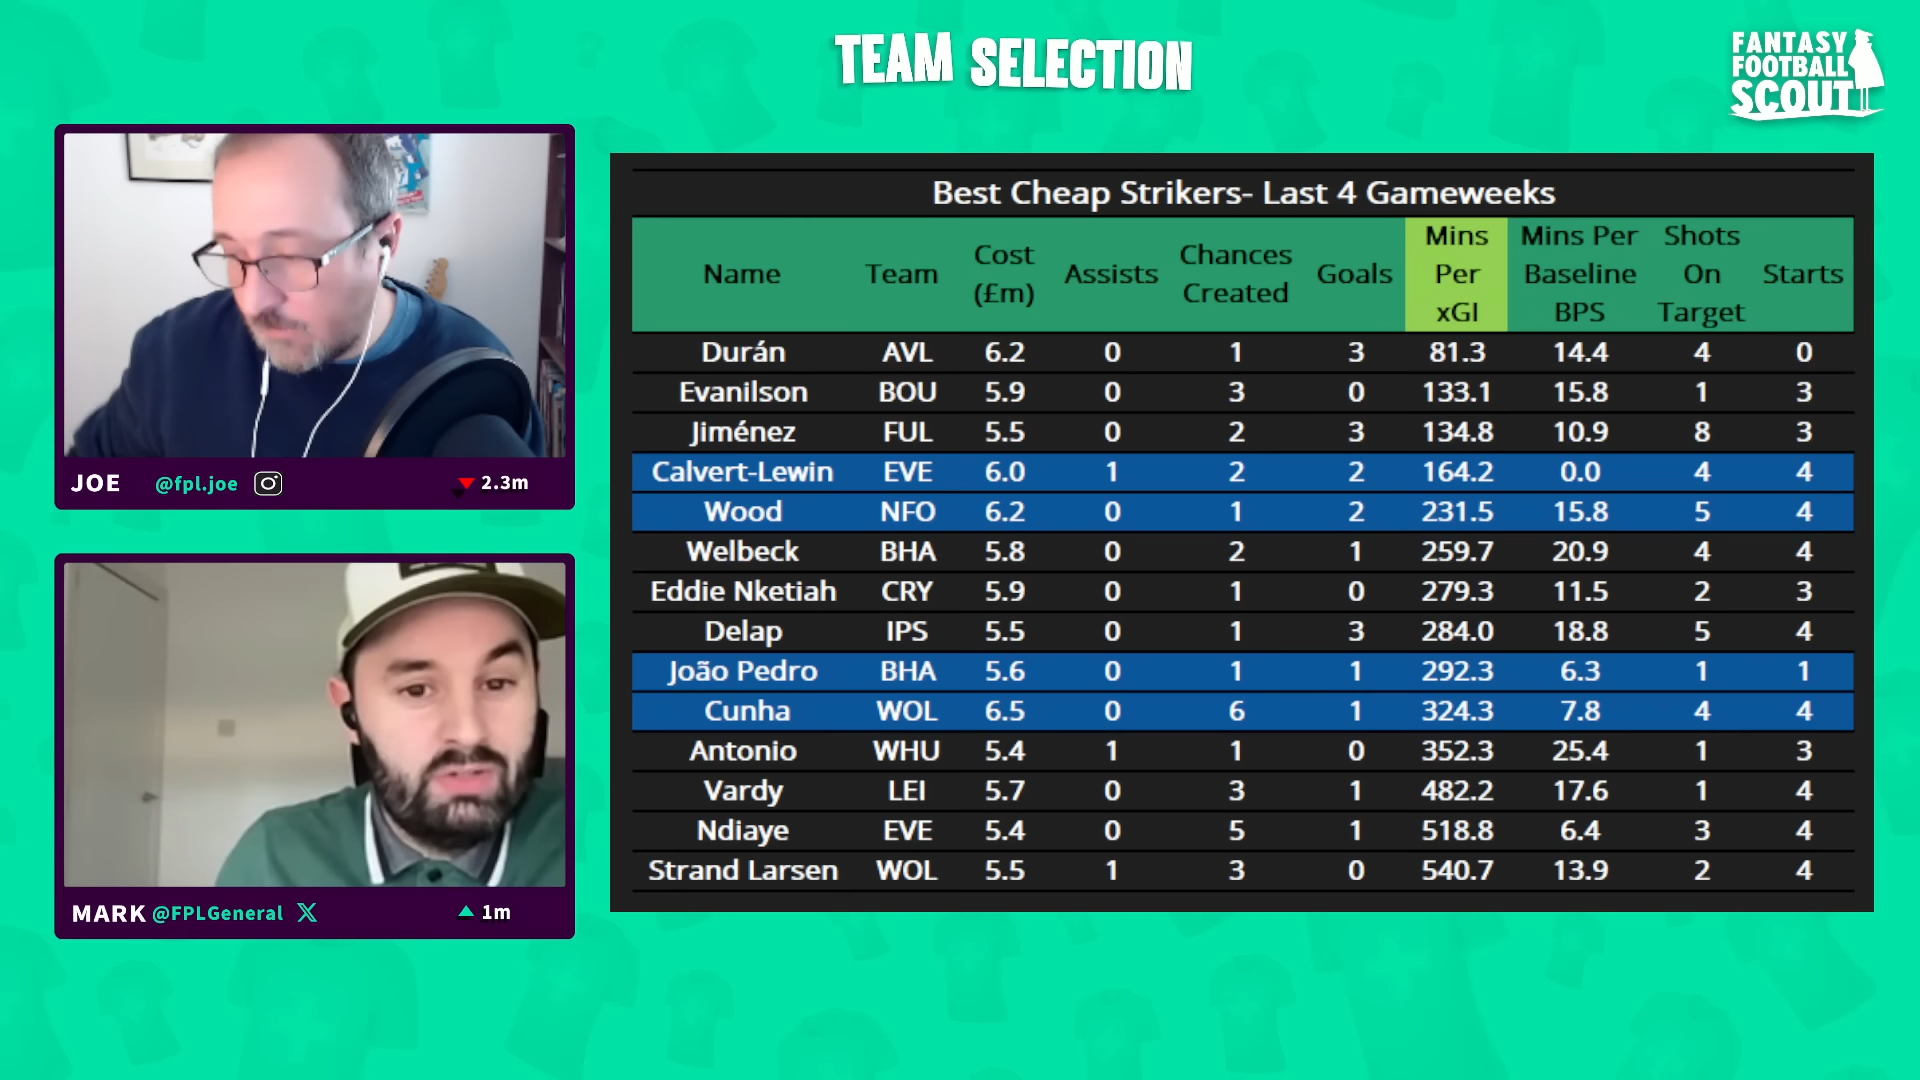 TEAM SELECTION
FANTASY
FOOTBALL
SCOUT
JOE @fpl.joe 2.3m
MARK @FPLGeneral 1m
Best Cheap Strikers- Last 4 Gameweeks
Name Team Cost (£m) Assists Chances Created Goals Mins Per xGI Mins Per Baseline BPS Shots On Target Starts
Durán AVL 6.2 0 1 3 81.3 14.4 4 0
Evanilson BOU 5.9 0 3 0 133.1 15.8 1 3
Jiménez FUL 5.5 0 2 3 134.8 10.9 8 3
Calvert-Lewin EVE 6.0 1 2 2 164.2 0.0 4 4
Wood NFO 6.2 0 1 2 231.5 15.8 5 4
Welbeck BHA 5.8 0 2 1 259.7 20.9 4 4
Eddie Nketiah CRY 5.9 0 1 0 279.3 11.5 2 3
Delap IPS 5.5 0 1 3 284.0 18.8 5 4
João Pedro BHA 5.6 0 1 1 292.3 6.3 1 1
Cunha WOL 6.5 0 6 1 324.3 7.8 4 4
Antonio WHU 5.4 1 1 0 352.3 25.4 1 3
Vardy LEI 5.7 0 3 1 482.2 17.6 1 4
Ndiaye EVE 5.4 0 5 1 518.8 6.4 3 4
Strand Larsen WOL 5.5 1 3 0 540.7 13.9 2 4